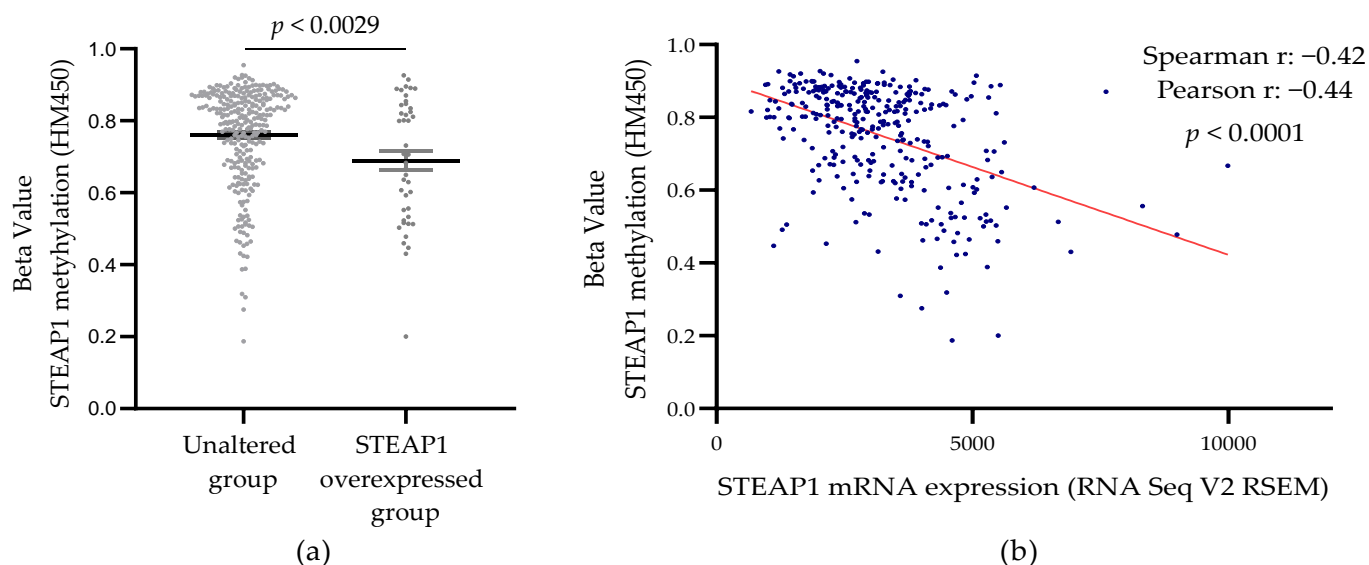 p < 0.0029
Beta Value
STEAP1 metyhylation (HM450)
1.0
0.8
0.6
0.4
0.2
0.0
Unaltered
group
STEAP1
overexpressed
group
(a)
Spearman r: −0.42
Pearson r: −0.44
p < 0.0001
Beta Value
STEAP1 methylation (HM450)
1.0
0.8
0.6
0.4
0.2
0.0
0
5000
10000
STEAP1 mRNA expression (RNA Seq V2 RSEM)
(b)